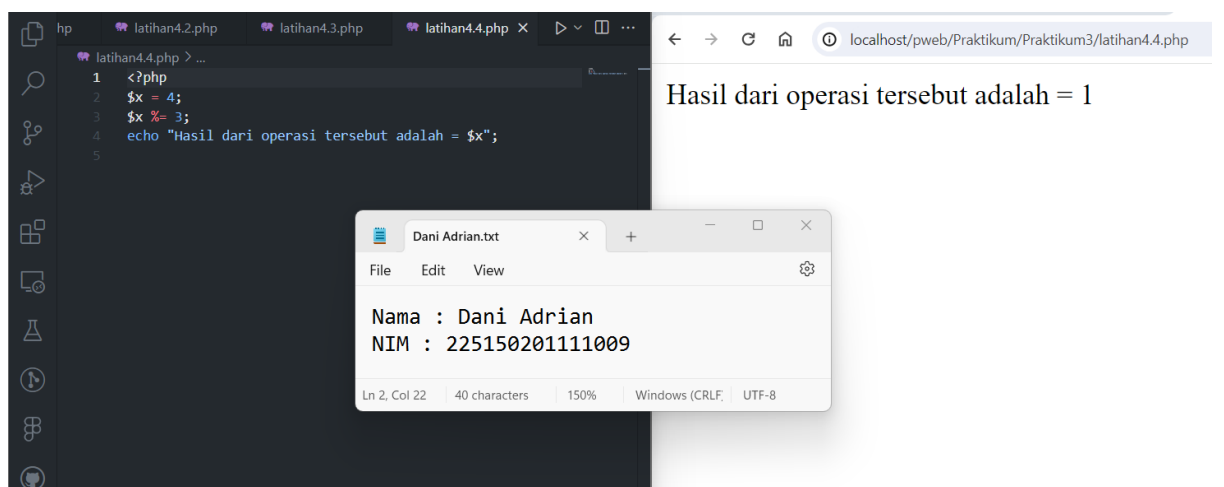 hp latihan4.2.php latihan4.3.php latihan4.4.php
latihan4.4.php > ...
1 <?php
2 $x = 4;
3 $x %= 3;
4 echo "Hasil dari operasi tersebut adalah = $x";
5
localhost/pweb/Praktikum/Praktikum3/latihan4.4.php
Hasil dari operasi tersebut adalah = 1
Dani Adrian.txt
File Edit View
Nama : Dani Adrian
NIM : 225150201111009
Ln 2, Col 22 40 characters 150% Windows (CRLF) UTF-8